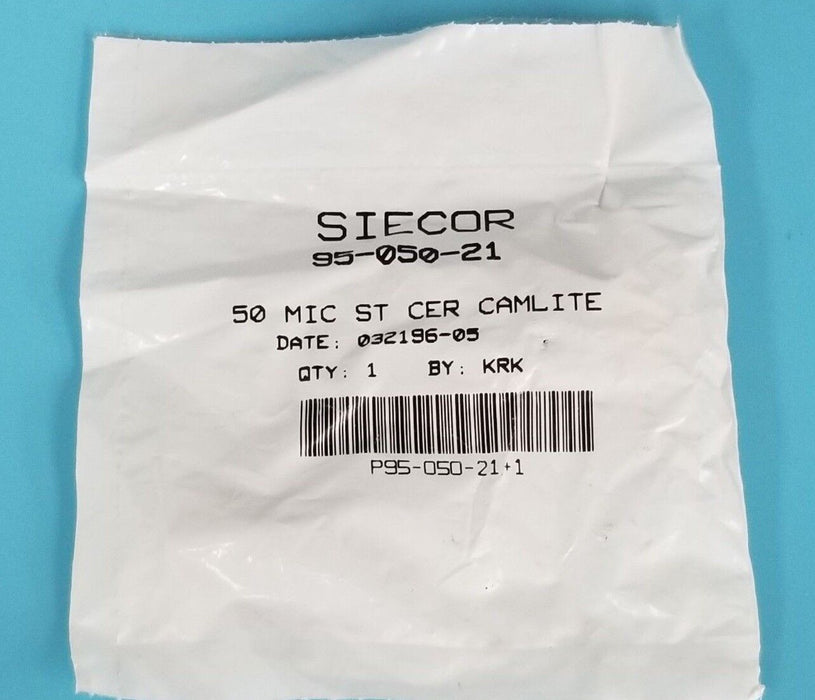 SIECOR
95-050-21
50 MIC ST CER CAMLITE
DATE: 032196-05
QTY: 1 BY: KRK
P95-050-21+1